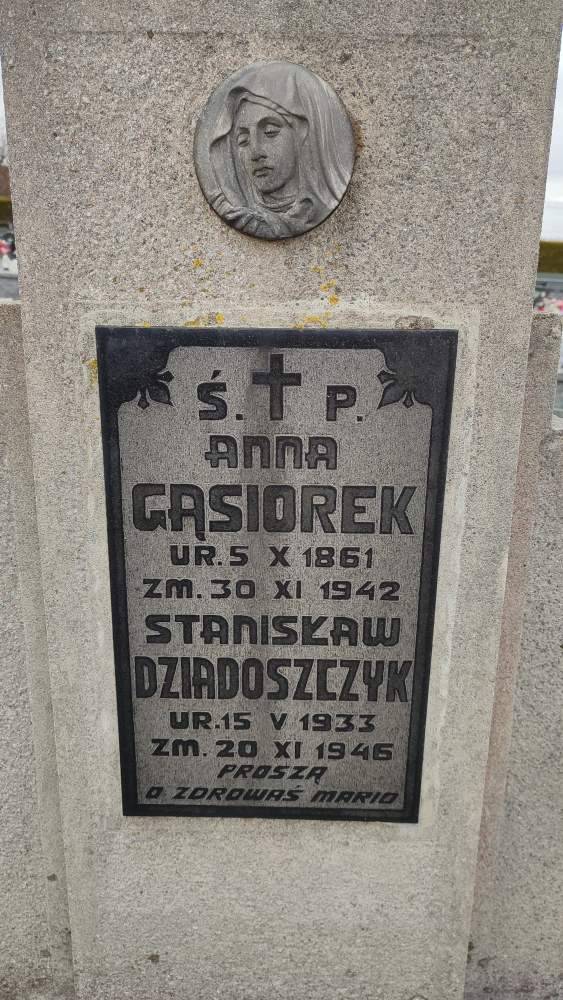 Ś. P.
ANNA
GĄSIOREK
UR. 5 X 1861
ZM. 30 XI 1942
STANISŁAW
DZIADOSZCZYK
UR. 15 V 1933
ZM. 20 XI 1946
PROSZĄ
O ZDROWAŚ MARIO